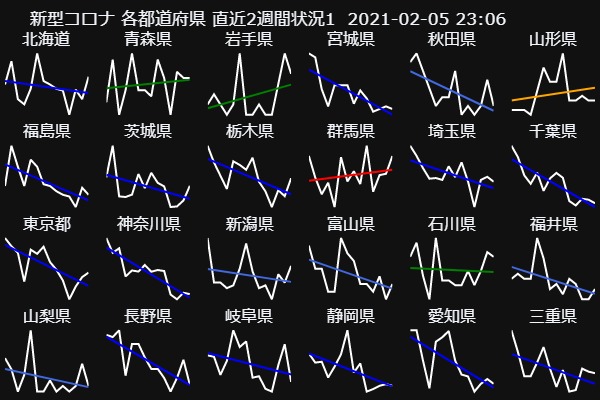 新型コロナ 各都道府県 直近2週間状況1 2021-02-05 23:06
北海道 青森県 岩手県 宮城県 秋田県 山形県
福島県 茨城県 栃木県 群馬県 埼玉県 千葉県
東京都 神奈川県 新潟県 富山県 石川県 福井県
山梨県 長野県 岐阜県 静岡県 愛知県 三重県